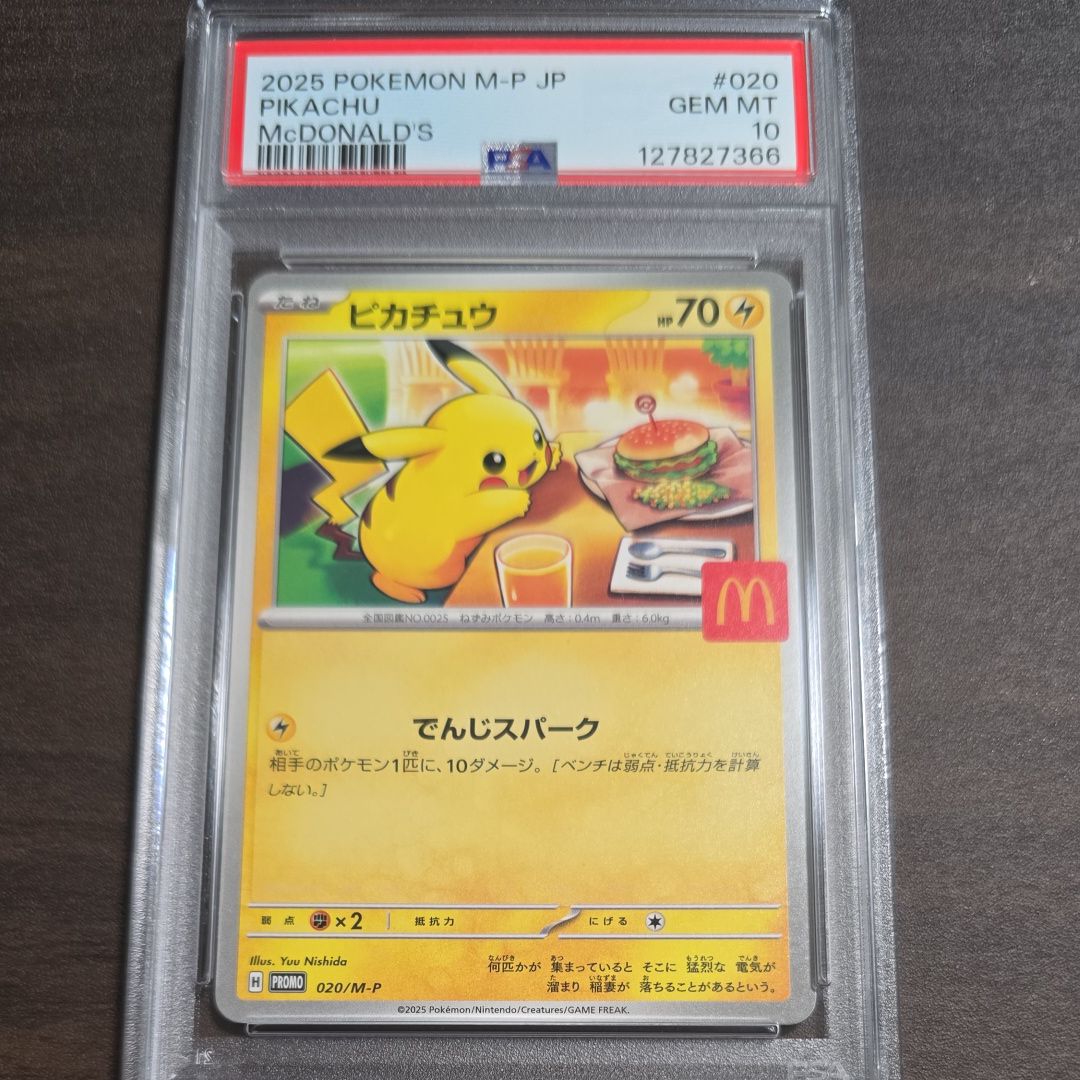 2025 POKEMON M-P JP #020
PIKACHU GEM MT
McDONALD'S 10
PSA 127827366
たね ピカチュウ HP70
全国図鑑NO.0025 ねずみポケモン 高さ:0.4m 重さ:6.0kg
でんじスパーク
相手のポケモン1匹に、10ダメージ。[ベンチは弱点・抵抗力を計算
しない。]
弱点 ×2 抵抗力 にげる
Illus. Yuu Nishida
何匹かが 集まっていると そこに 猛烈な 電気が
溜まり 稲妻が 落ちることがあるという。
H PROMO 020/M-P
©2025 Pokémon/Nintendo/Creatures/GAME FREAK.